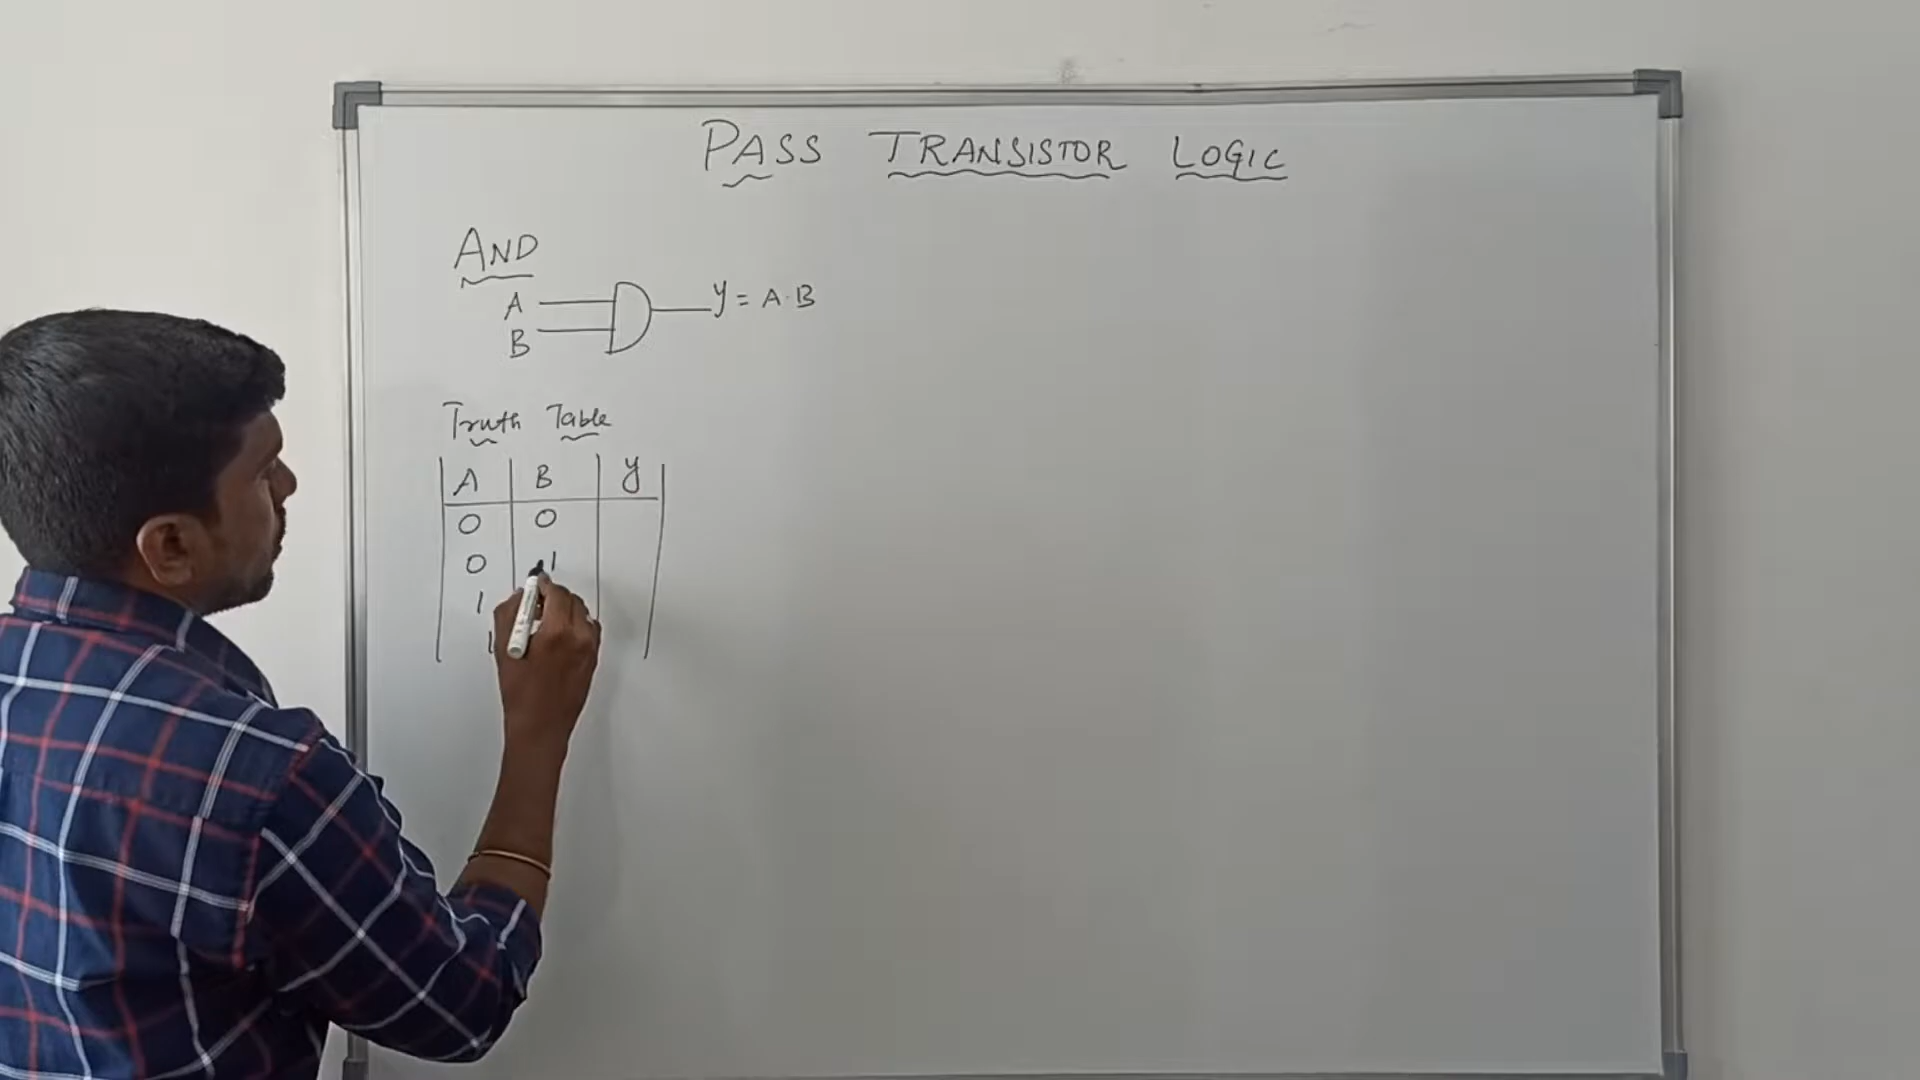 PASS TRANSISTOR LOGIC
AND
A
B
y = A·B
Truth Table
A B y
0 0
0 1
1
1